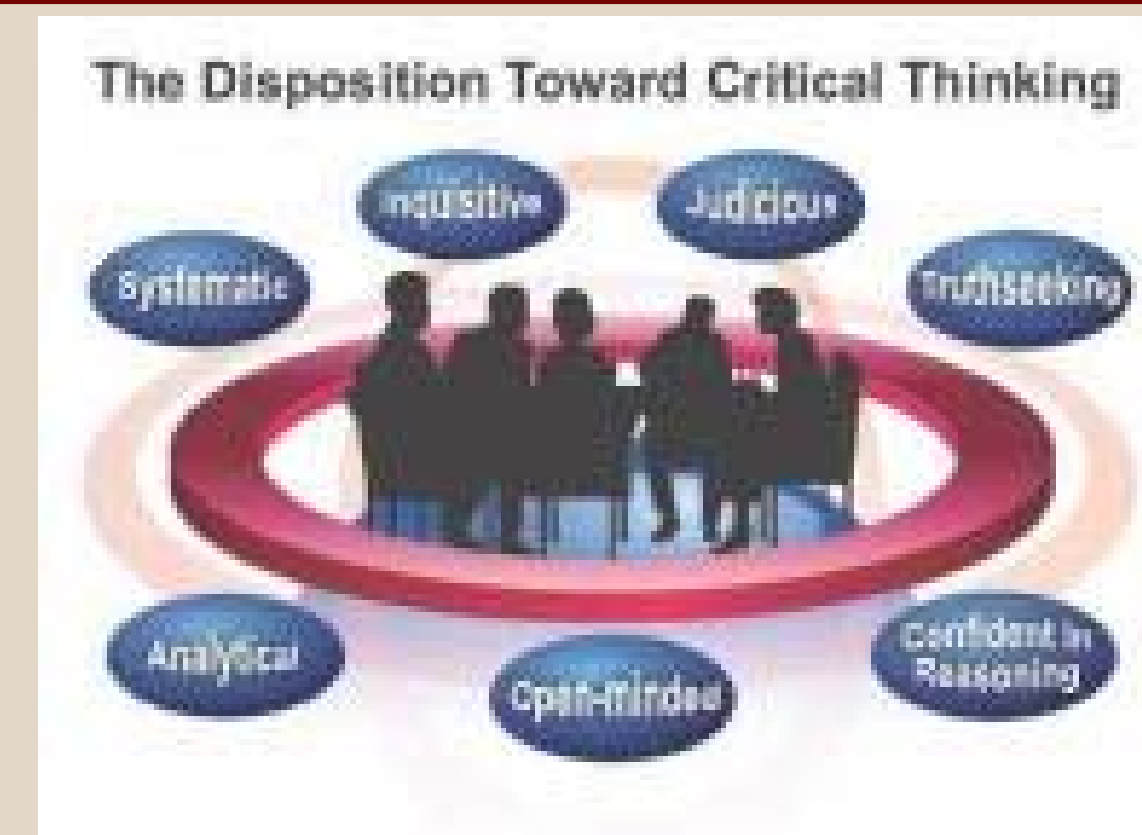 The Disposition Toward Critical Thinking
Inquisitive
Judicious
Systematic
Truthseeking
Analytical
Open-minded
Confident in
Reasoning